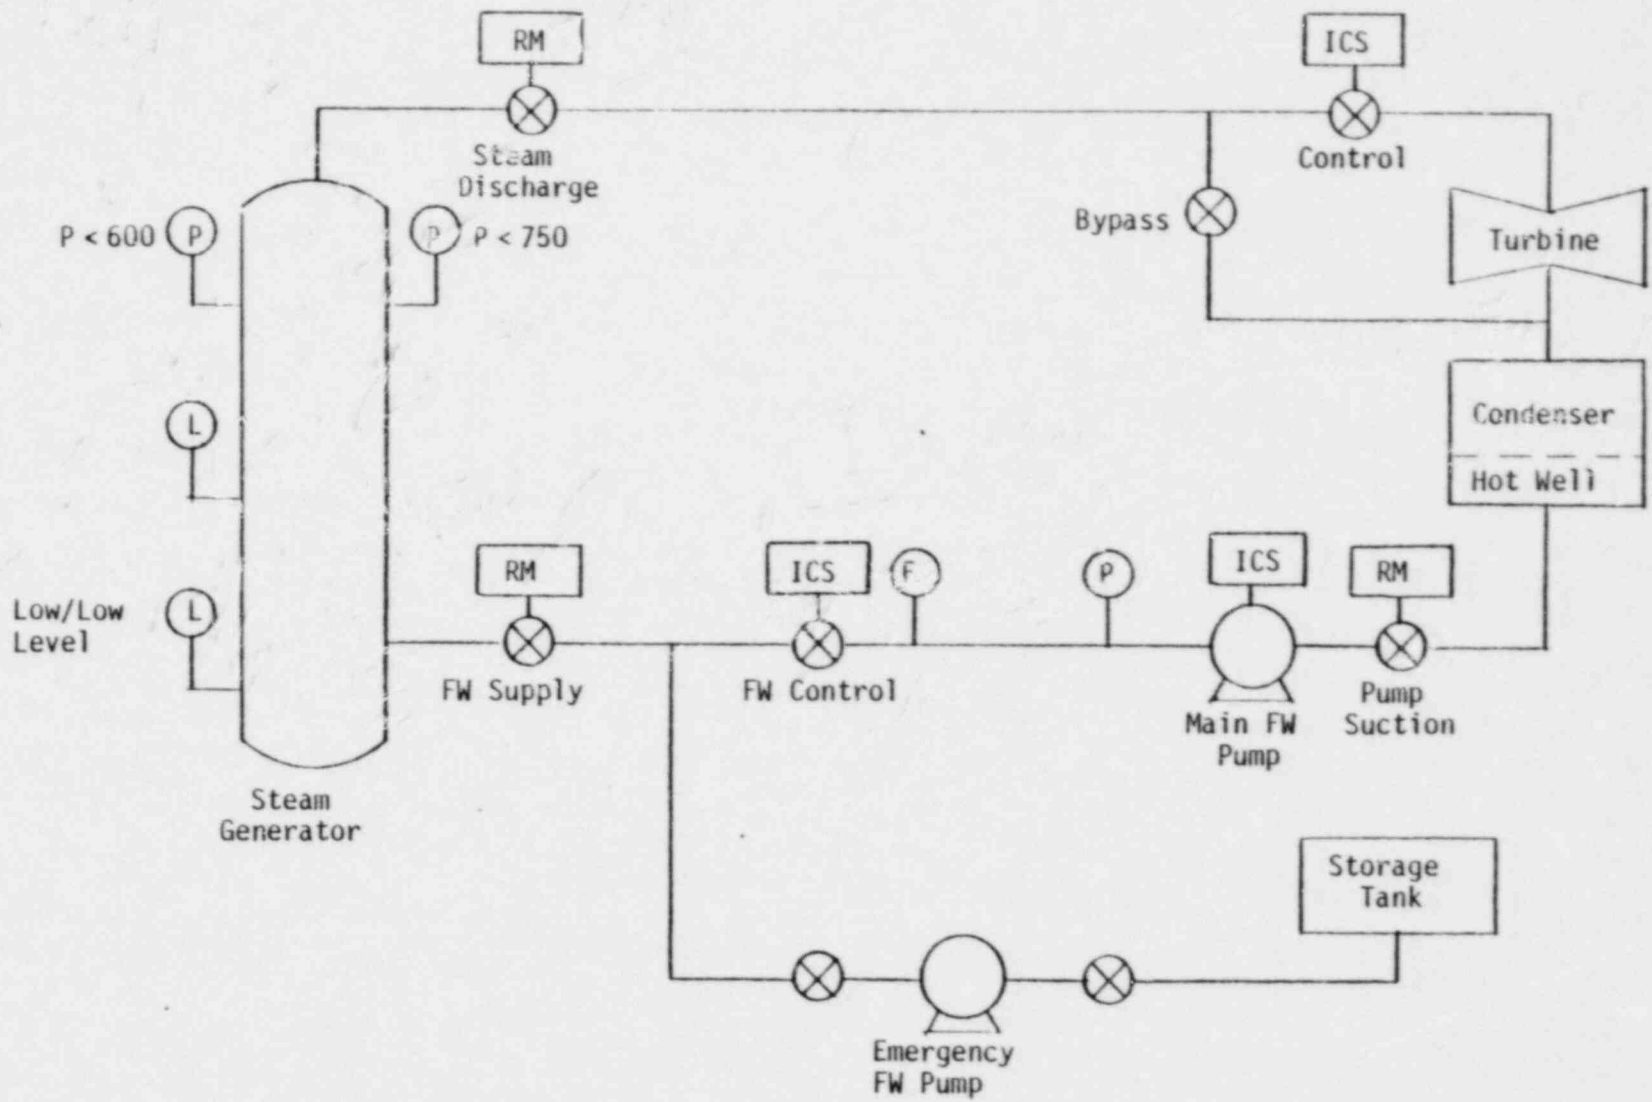 RM
ICS
Steam
Discharge
Control
P < 600
P
P
P < 750
Bypass
Turbine
L
Condenser
Hot Well
RM
ICS
F
P
ICS
RM
Low/Low
Level
L
FW Supply
FW Control
Main FW
Pump
Pump
Suction
Steam
Generator
Storage
Tank
Emergency
FW Pump